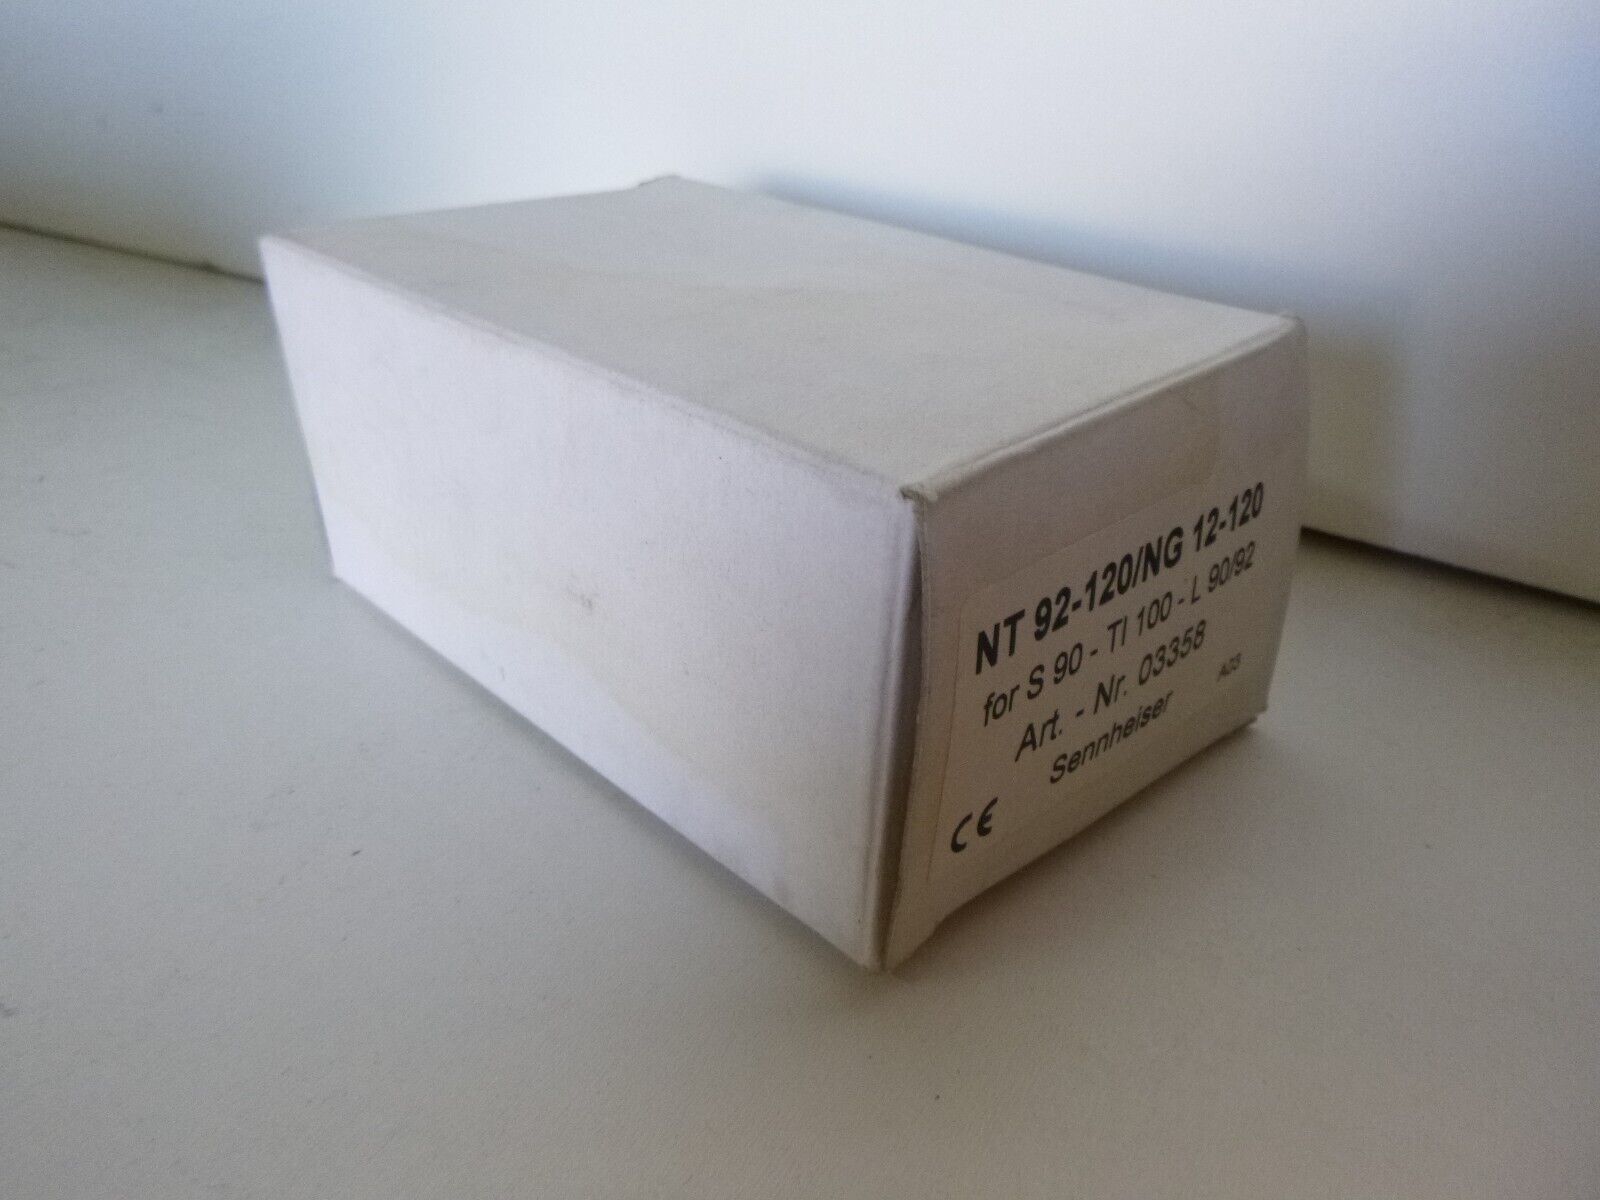 NT 92-120/NG 12-120
for S 90 - TI 100 - L 90/92
Art. - Nr. 03358
Sennheiser
A03
CE